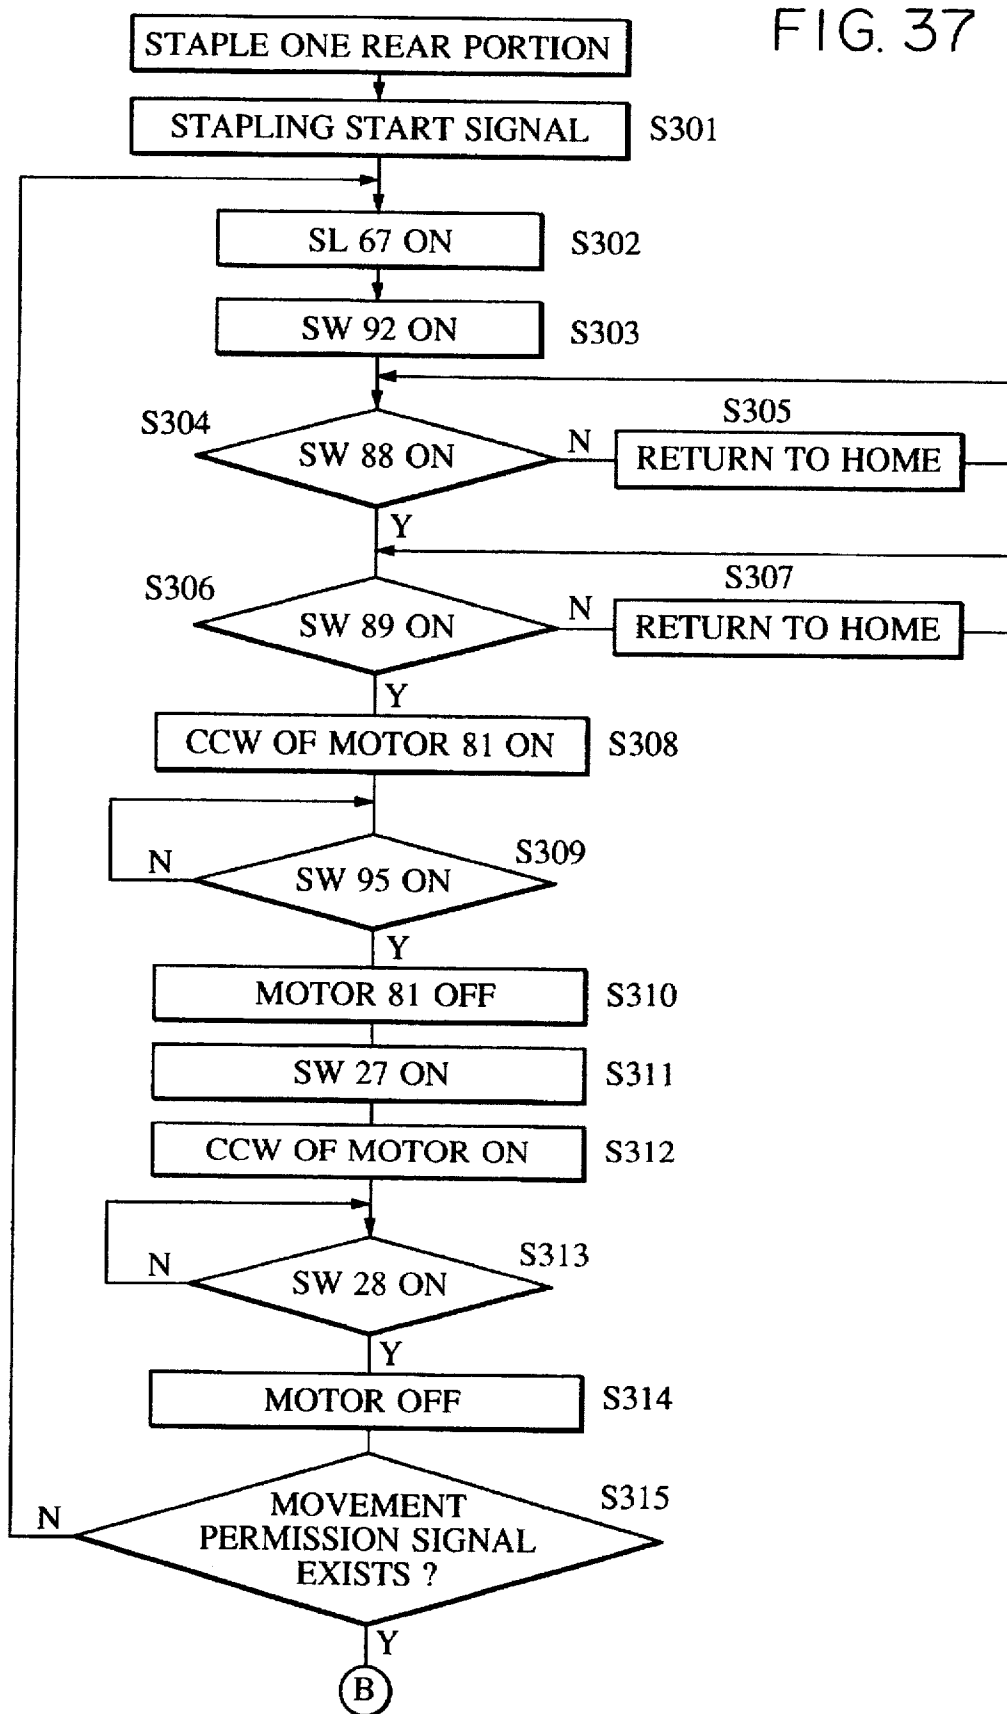 FIG. 37
STAPLE ONE REAR PORTION
STAPLING START SIGNAL S301
SL 67 ON S302
SW 92 ON S303
S304 SW 88 ON N S305 RETURN TO HOME
Y
S306 SW 89 ON N S307 RETURN TO HOME
Y
CCW OF MOTOR 81 ON S308
N SW 95 ON S309
Y
MOTOR 81 OFF S310
SW 27 ON S311
CCW OF MOTOR ON S312
N SW 28 ON S313
Y
MOTOR OFF S314
N
MOVEMENT
PERMISSION SIGNAL
EXISTS ?
S315
Y
B